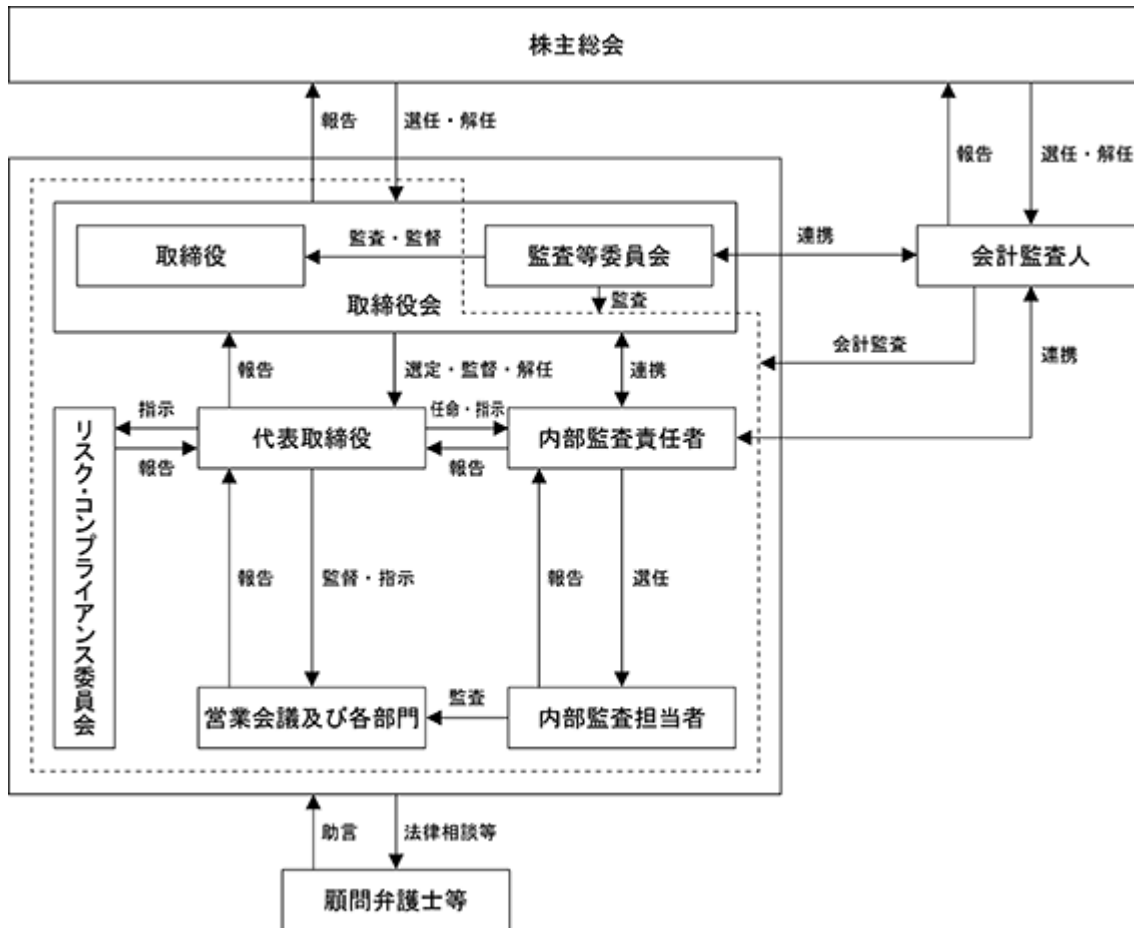 株主総会
報告
選任・解任
報告
選任・解任
取締役
監査・監督
監査等委員会
連携
会計監査人
取締役会
監査
報告
選定・監督・解任
連携
会計監査
連携
指示
任命・指示
リスク・コンプライアンス委員会
代表取締役
内部監査責任者
報告
報告
報告
監督・指示
報告
選任
営業会議及び各部門
監査
内部監査担当者
助言
法律相談等
顧問弁護士等